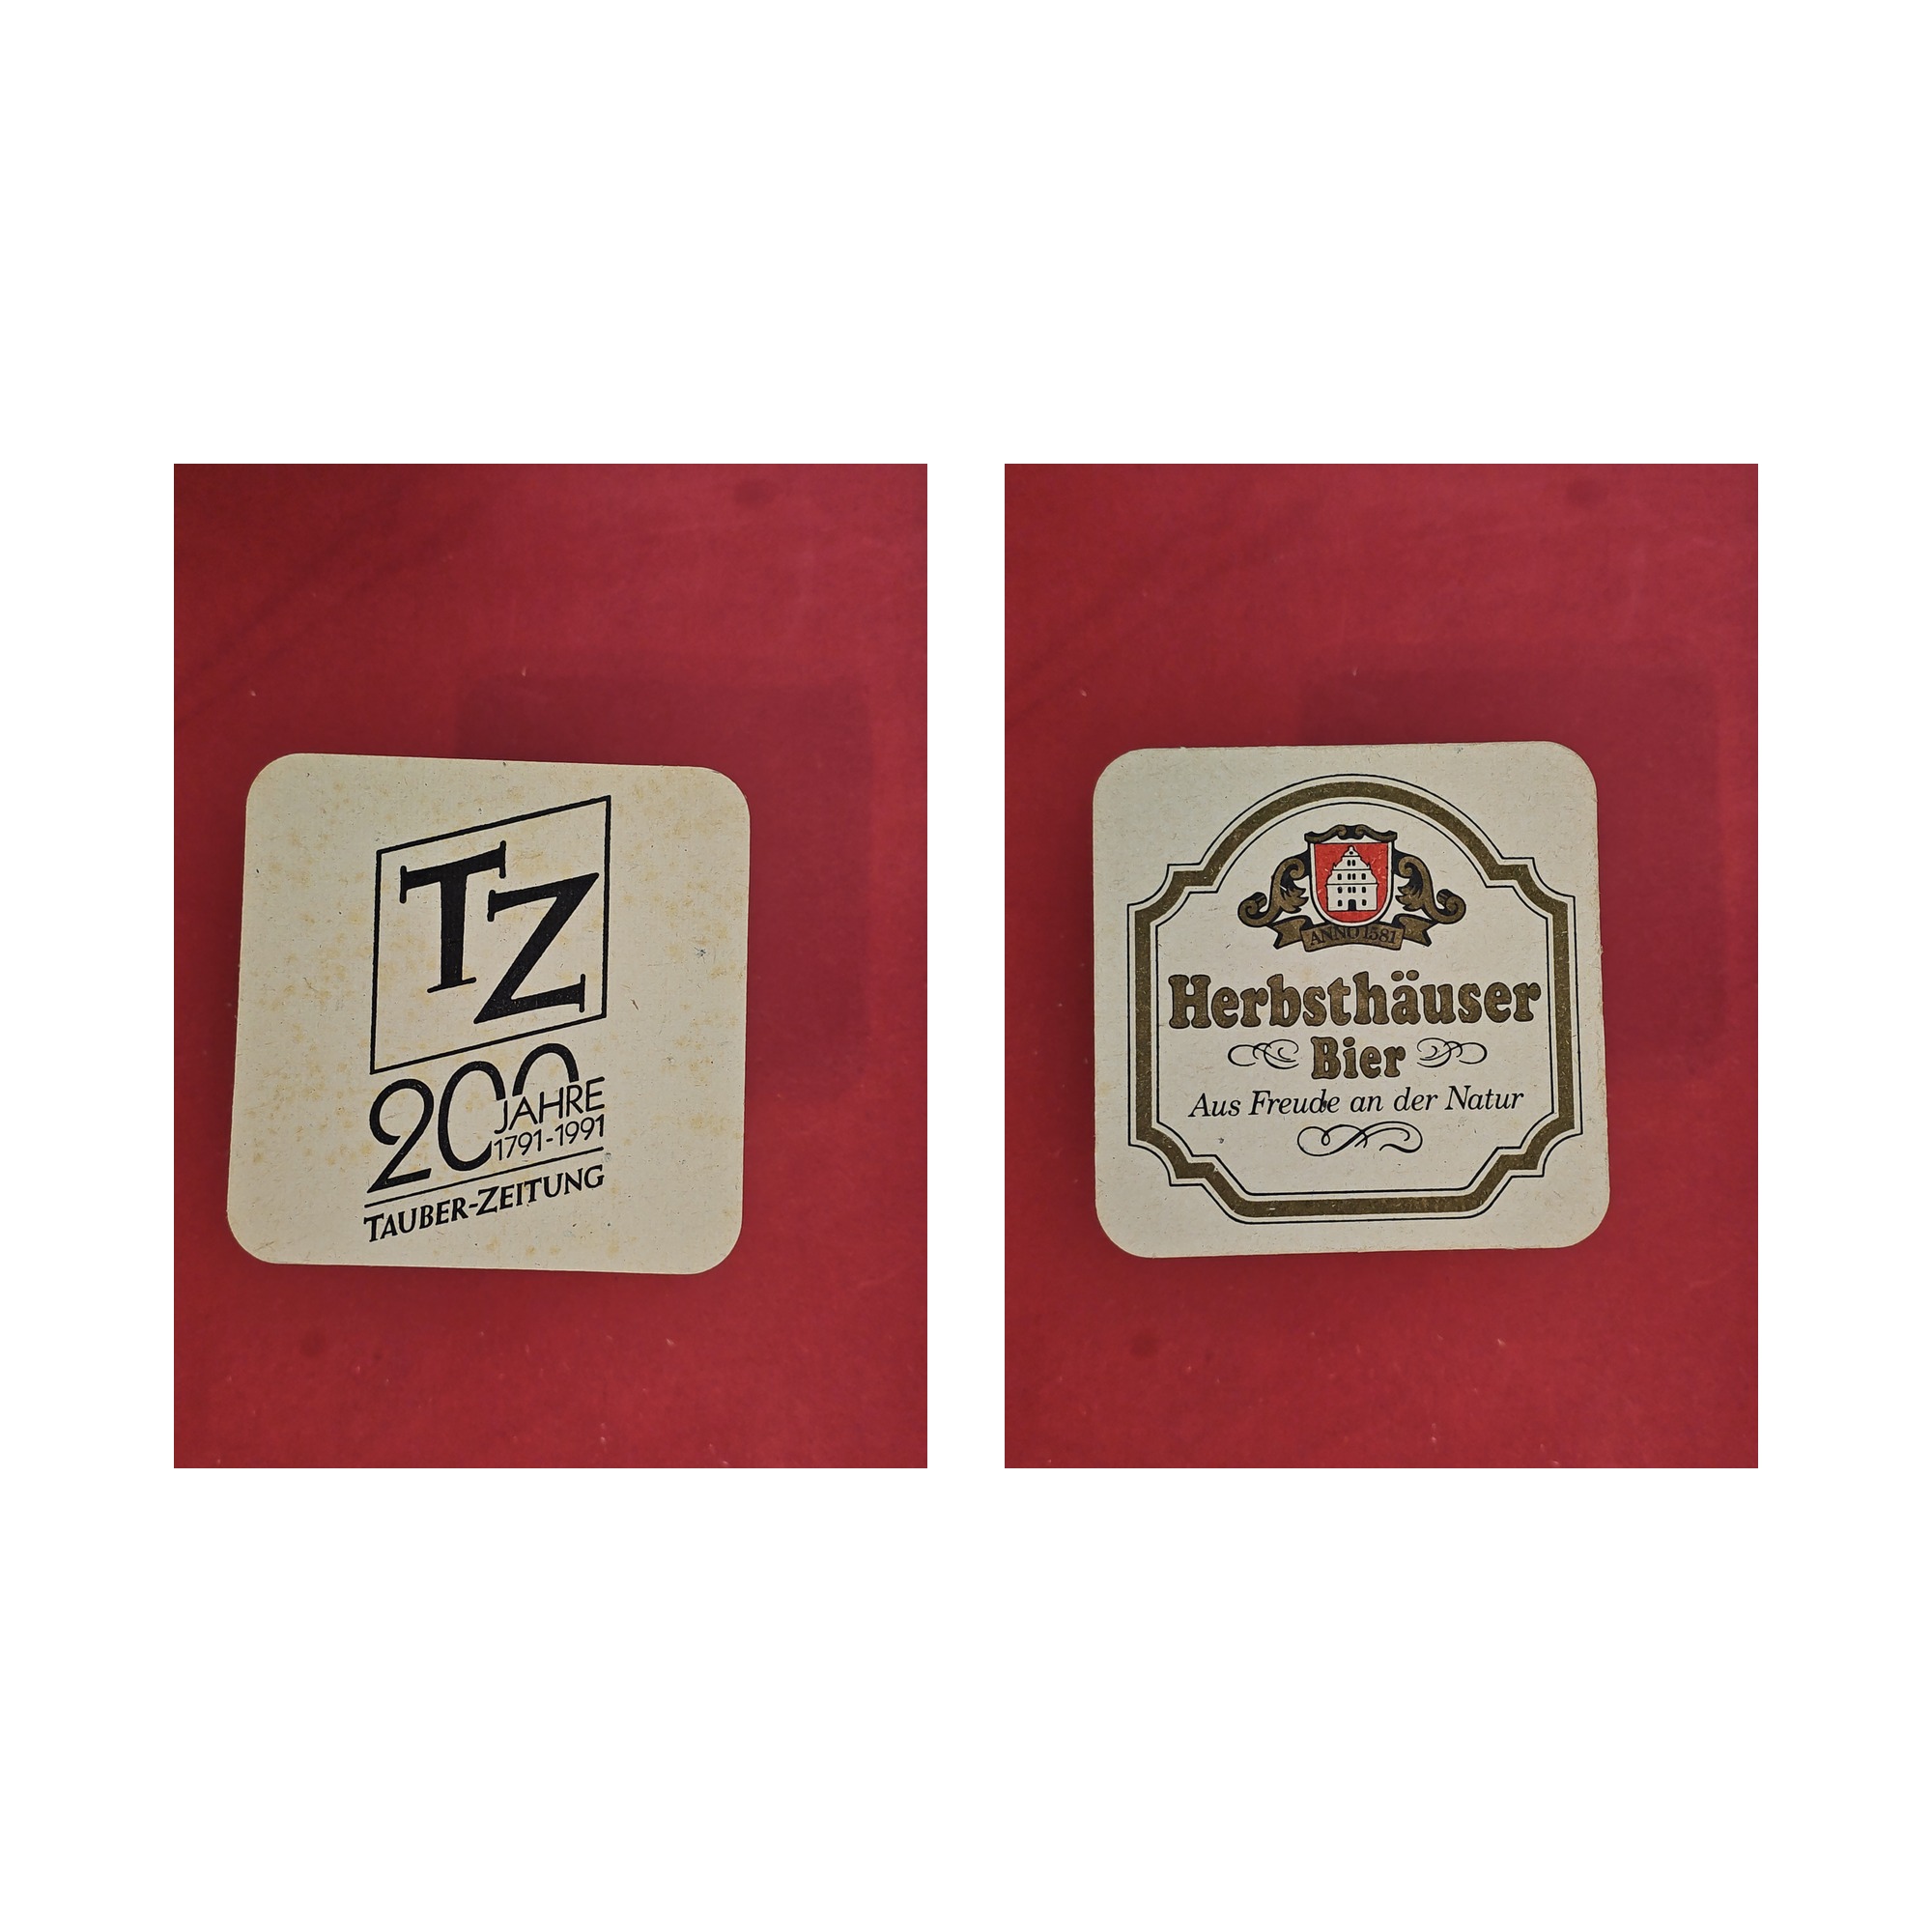 TZ
200
JAHRE
1791-1991
TAUBER-ZEITUNG
ANNO 1581
Herbsthäuser
Bier
Aus Freude an der Natur